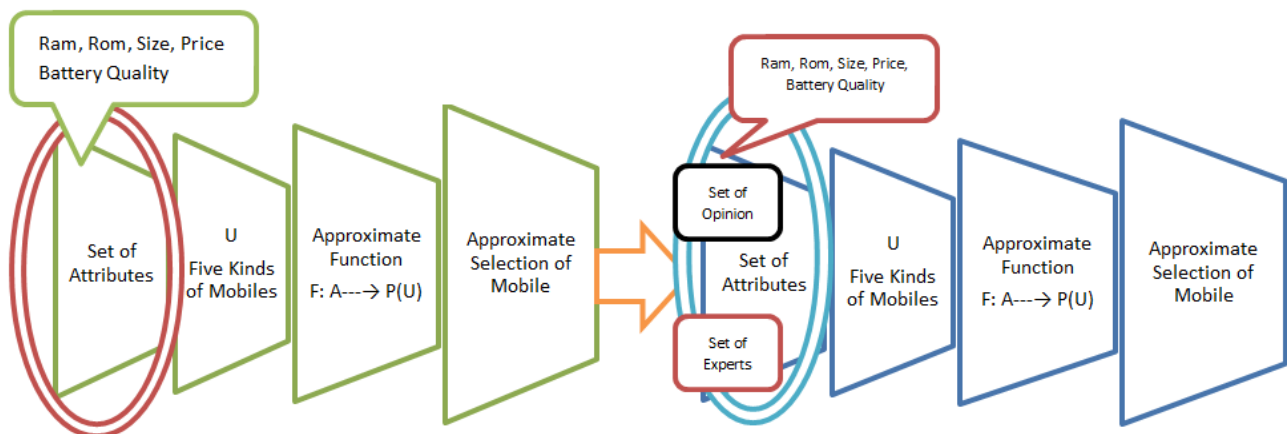 Ram, Rom, Size, Price
Battery Quality
Set of
Attributes
U
Five Kinds
of Mobiles
Approximate
Function
F: A---→ P(U)
Approximate
Selection of
Mobile
Ram, Rom, Size, Price,
Battery Quality
Set of
Opinion
Set of
Attributes
Set of
Experts
U
Five Kinds
of Mobiles
Approximate
Function
F: A---→ P(U)
Approximate
Selection of
Mobile